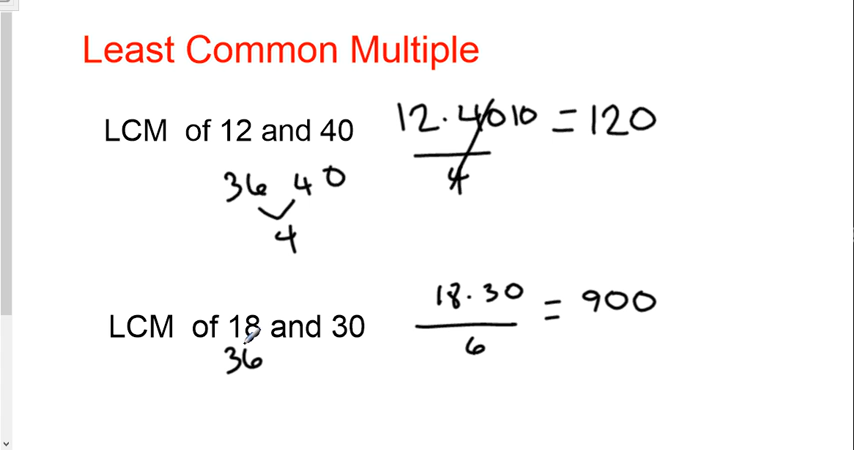 Least Common Multiple
LCM of 12 and 40
12 . 40 10 = 120
4
36 40
4
LCM of 18 and 30
18 . 30 = 900
6
36